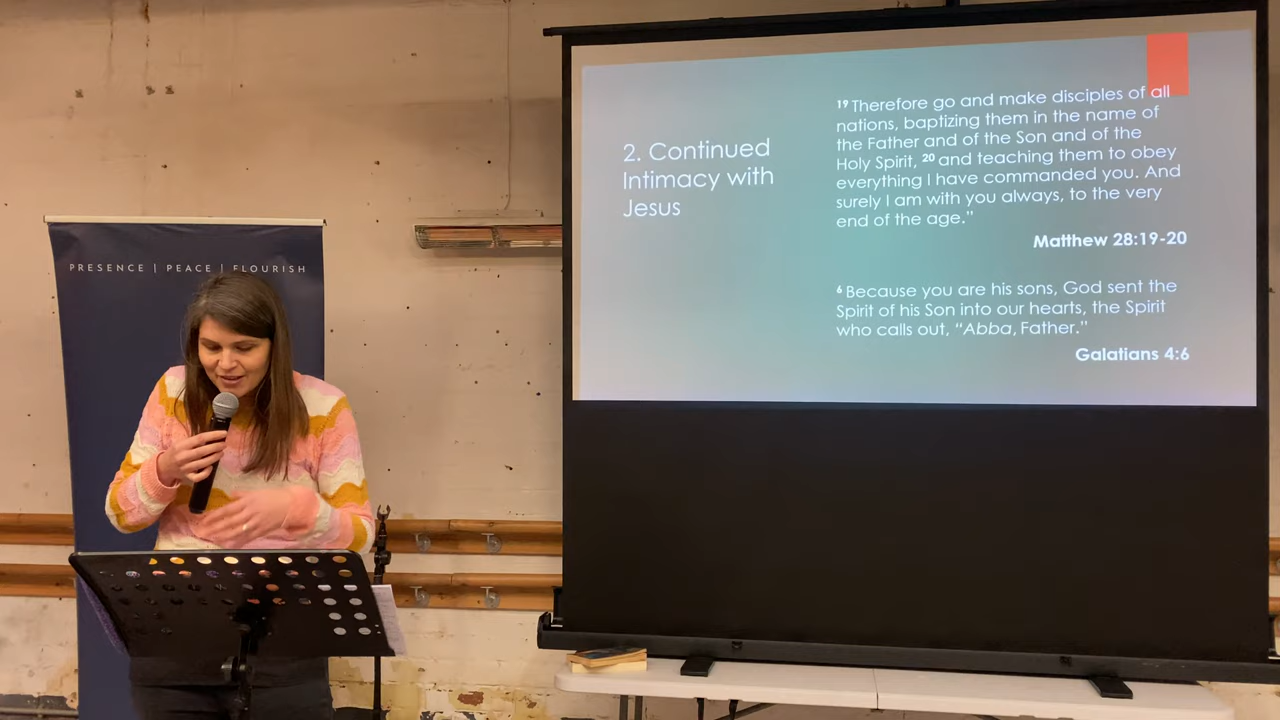 PRESENCE | PEACE | FLOURISH
2. Continued
Intimacy with
Jesus
19 Therefore go and make disciples of all
nations, baptizing them in the name of
the Father and of the Son and of the
Holy Spirit, 20 and teaching them to obey
everything I have commanded you. And
surely I am with you always, to the very
end of the age.”
Matthew 28:19-20
6 Because you are his sons, God sent the
Spirit of his Son into our hearts, the Spirit
who calls out, “Abba, Father.”
Galatians 4:6